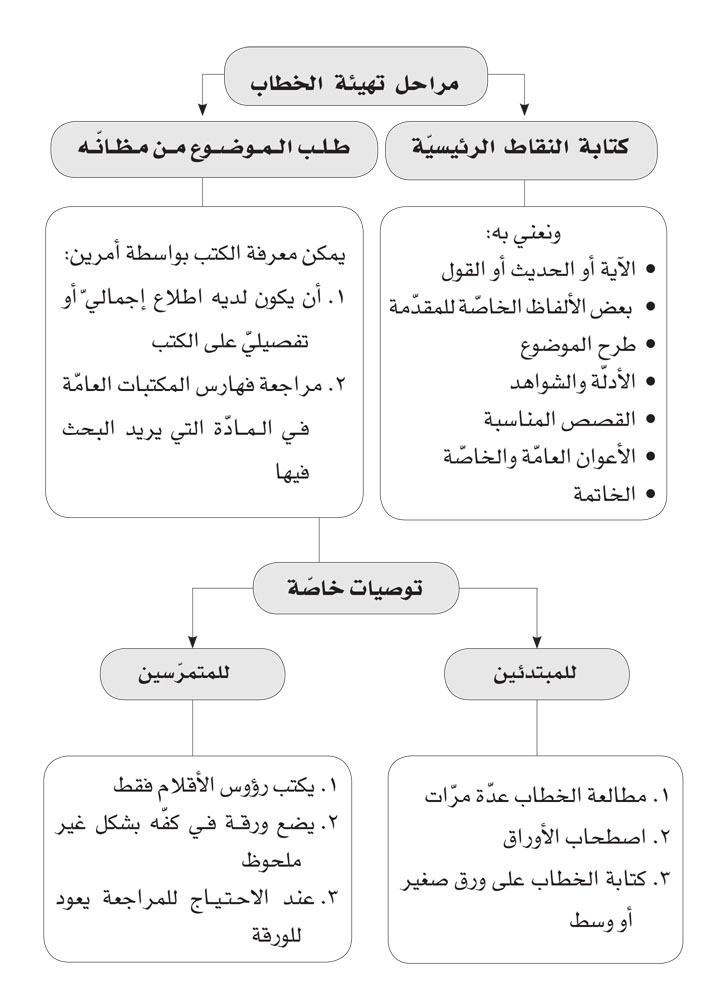 مراحل تهيئة الخطاب
كتابة النقاط الرئيسيّة
طلب الموضوع من مظانّه
ونعني به:
• الآية أو الحديث أو القول
• بعض الألفاظ الخاصّة للمقدّمة
• طرح الموضوع
• الأدلّة والشواهد
• القصص المناسبة
• الأعوان العامّة والخاصّة
• الخاتمة
يمكن معرفة الكتب بواسطة أمرين:
١. أن يكون لديه اطلاع إجماليّ أو
تفصيليّ على الكتب
٢. مراجعة فهارس المكتبات العامّة
في المادّة التي يريد البحث
فيها
توصيات خاصّة
للمبتدئين
للمتمرّسين
١. مطالعة الخطاب عدّة مرّات
٢. اصطحاب الأوراق
٣. كتابة الخطاب على ورق صغير
أو وسط
١. يكتب رؤوس الأقلام فقط
٢. يضع ورقة في كفّه بشكل غير
ملحوظ
٣. عند الاحتياج للمراجعة يعود
للورقة